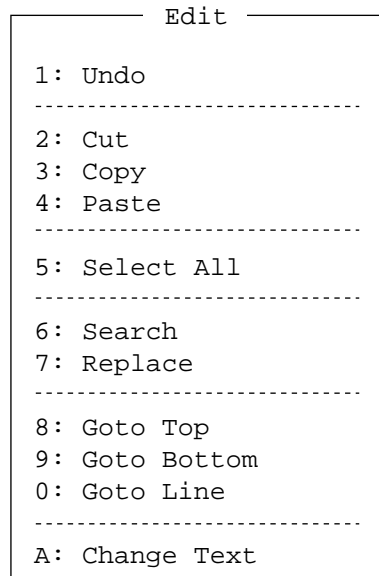 Edit
1: Undo
2: Cut
3: Copy
4: Paste
5: Select All
6: Search
7: Replace
8: Goto Top
9: Goto Bottom
0: Goto Line
A: Change Text